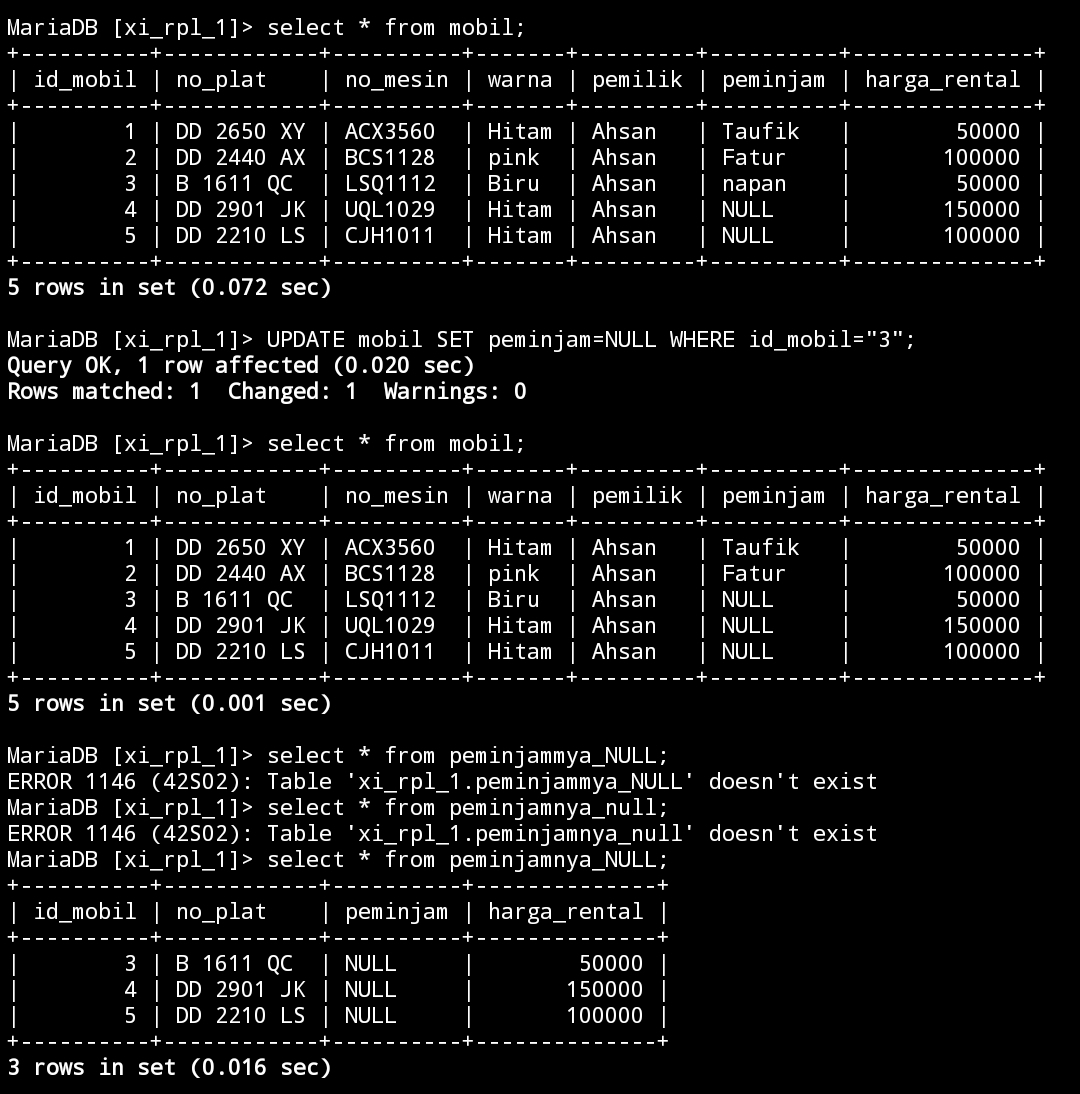 MariaDB [xi_rpl_1]> select * from mobil;
+----------+------------+----------+-------+---------+----------+--------------+
| id_mobil | no_plat    | no_mesin | warna | pemilik | peminjam | harga_rental |
+----------+------------+----------+-------+---------+----------+--------------+
|        1 | DD 2650 XY | ACX3560  | Hitam | Ahsan   | Taufik   |        50000 |
|        2 | DD 2440 AX | BCS1128  | pink  | Ahsan   | Fatur    |       100000 |
|        3 | B 1611 QC  | LSQ1112  | Biru  | Ahsan   | napan    |        50000 |
|        4 | DD 2901 JK | UQL1029  | Hitam | Ahsan   | NULL     |       150000 |
|        5 | DD 2210 LS | CJH1011  | Hitam | Ahsan   | NULL     |       100000 |
+----------+------------+----------+-------+---------+----------+--------------+
5 rows in set (0.072 sec)

MariaDB [xi_rpl_1]> UPDATE mobil SET peminjam=NULL WHERE id_mobil="3";
Query OK, 1 row affected (0.020 sec)
Rows matched: 1  Changed: 1  Warnings: 0

MariaDB [xi_rpl_1]> select * from mobil;
+----------+------------+----------+-------+---------+----------+--------------+
| id_mobil | no_plat    | no_mesin | warna | pemilik | peminjam | harga_rental |
+----------+------------+----------+-------+---------+----------+--------------+
|        1 | DD 2650 XY | ACX3560  | Hitam | Ahsan   | Taufik   |        50000 |
|        2 | DD 2440 AX | BCS1128  | pink  | Ahsan   | Fatur    |       100000 |
|        3 | B 1611 QC  | LSQ1112  | Biru  | Ahsan   | NULL     |        50000 |
|        4 | DD 2901 JK | UQL1029  | Hitam | Ahsan   | NULL     |       150000 |
|        5 | DD 2210 LS | CJH1011  | Hitam | Ahsan   | NULL     |       100000 |
+----------+------------+----------+-------+---------+----------+--------------+
5 rows in set (0.001 sec)

MariaDB [xi_rpl_1]> select * from peminjammya_NULL;
ERROR 1146 (42S02): Table 'xi_rpl_1.peminjammya_NULL' doesn't exist
MariaDB [xi_rpl_1]> select * from peminjamnya_null;
ERROR 1146 (42S02): Table 'xi_rpl_1.peminjamnya_null' doesn't exist
MariaDB [xi_rpl_1]> select * from peminjamnya_NULL;
+----------+------------+----------+--------------+
| id_mobil | no_plat    | peminjam | harga_rental |
+----------+------------+----------+--------------+
|        3 | B 1611 QC  | NULL     |        50000 |
|        4 | DD 2901 JK | NULL     |       150000 |
|        5 | DD 2210 LS | NULL     |       100000 |
+----------+------------+----------+--------------+
3 rows in set (0.016 sec)